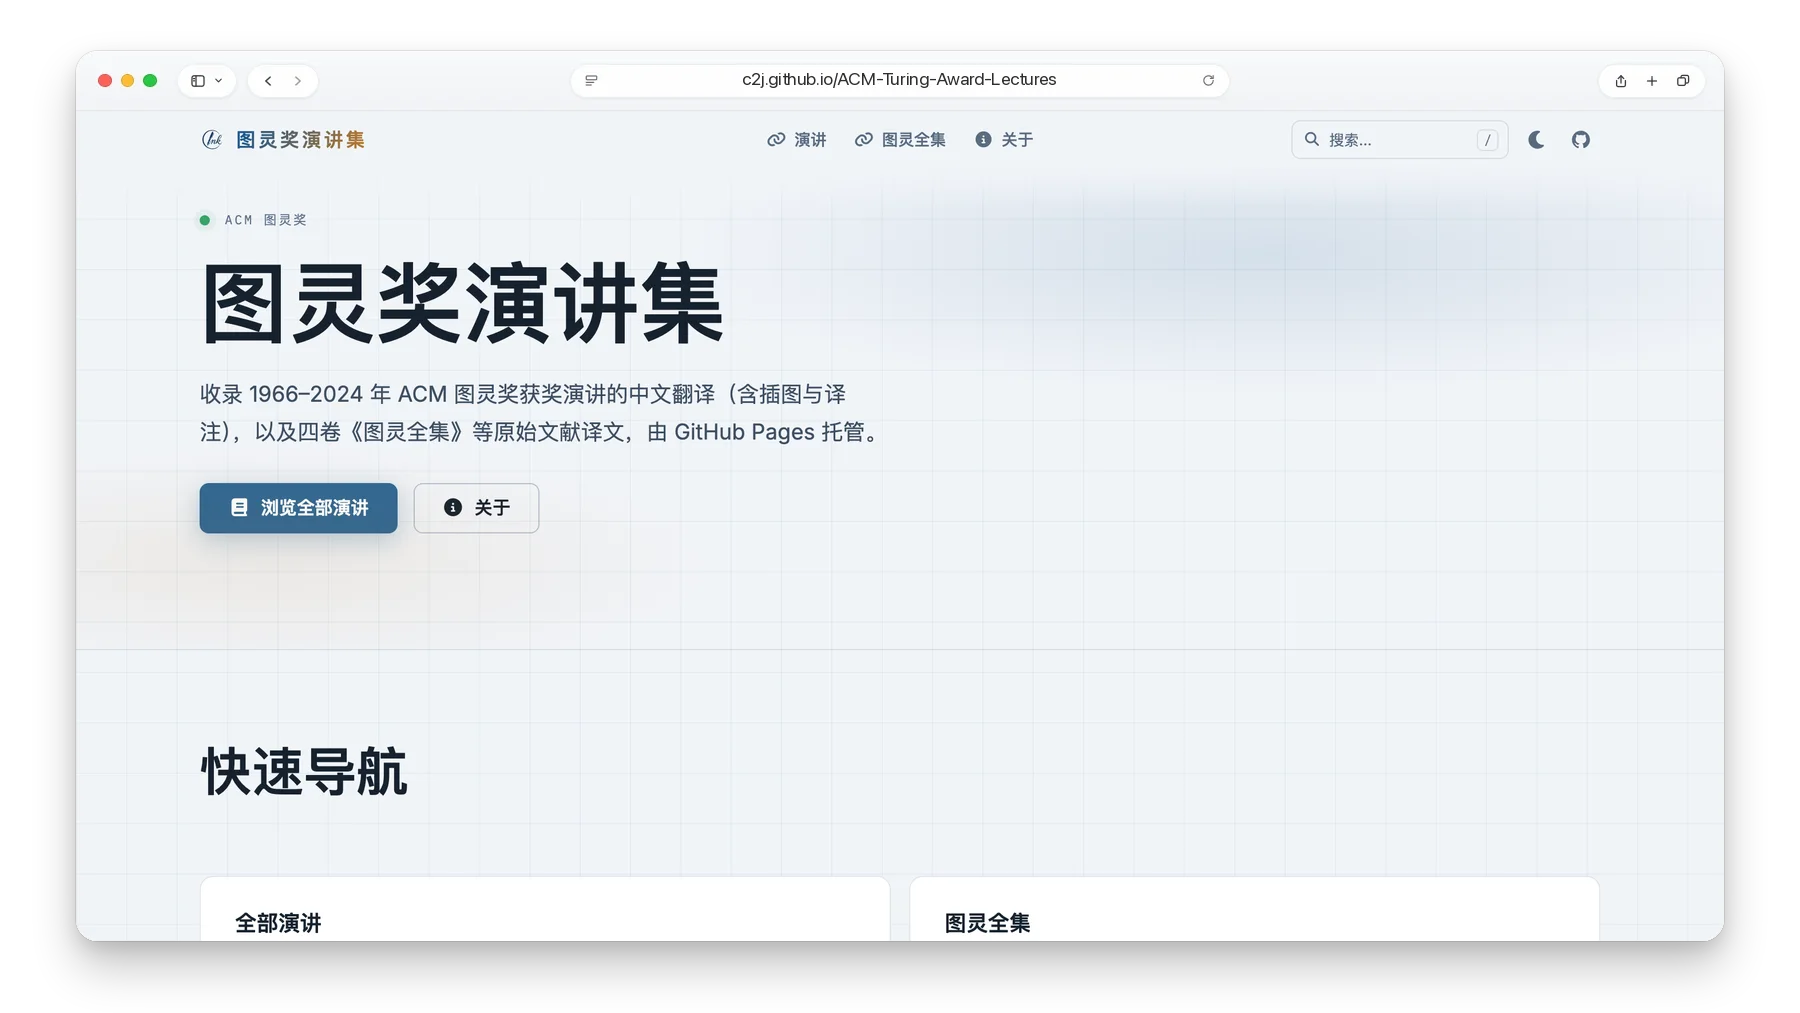 c2j.github.io/ACM-Turing-Award-Lectures
Ink 图灵奖演讲集
演讲
图灵全集
关于
搜索...
/
ACM 图灵奖
图灵奖演讲集
收录 1966–2024 年 ACM 图灵奖获奖演讲的中文翻译（含插图与译
注），以及四卷《图灵全集》等原始文献译文，由 GitHub Pages 托管。
浏览全部演讲
关于
快速导航
全部演讲
图灵全集